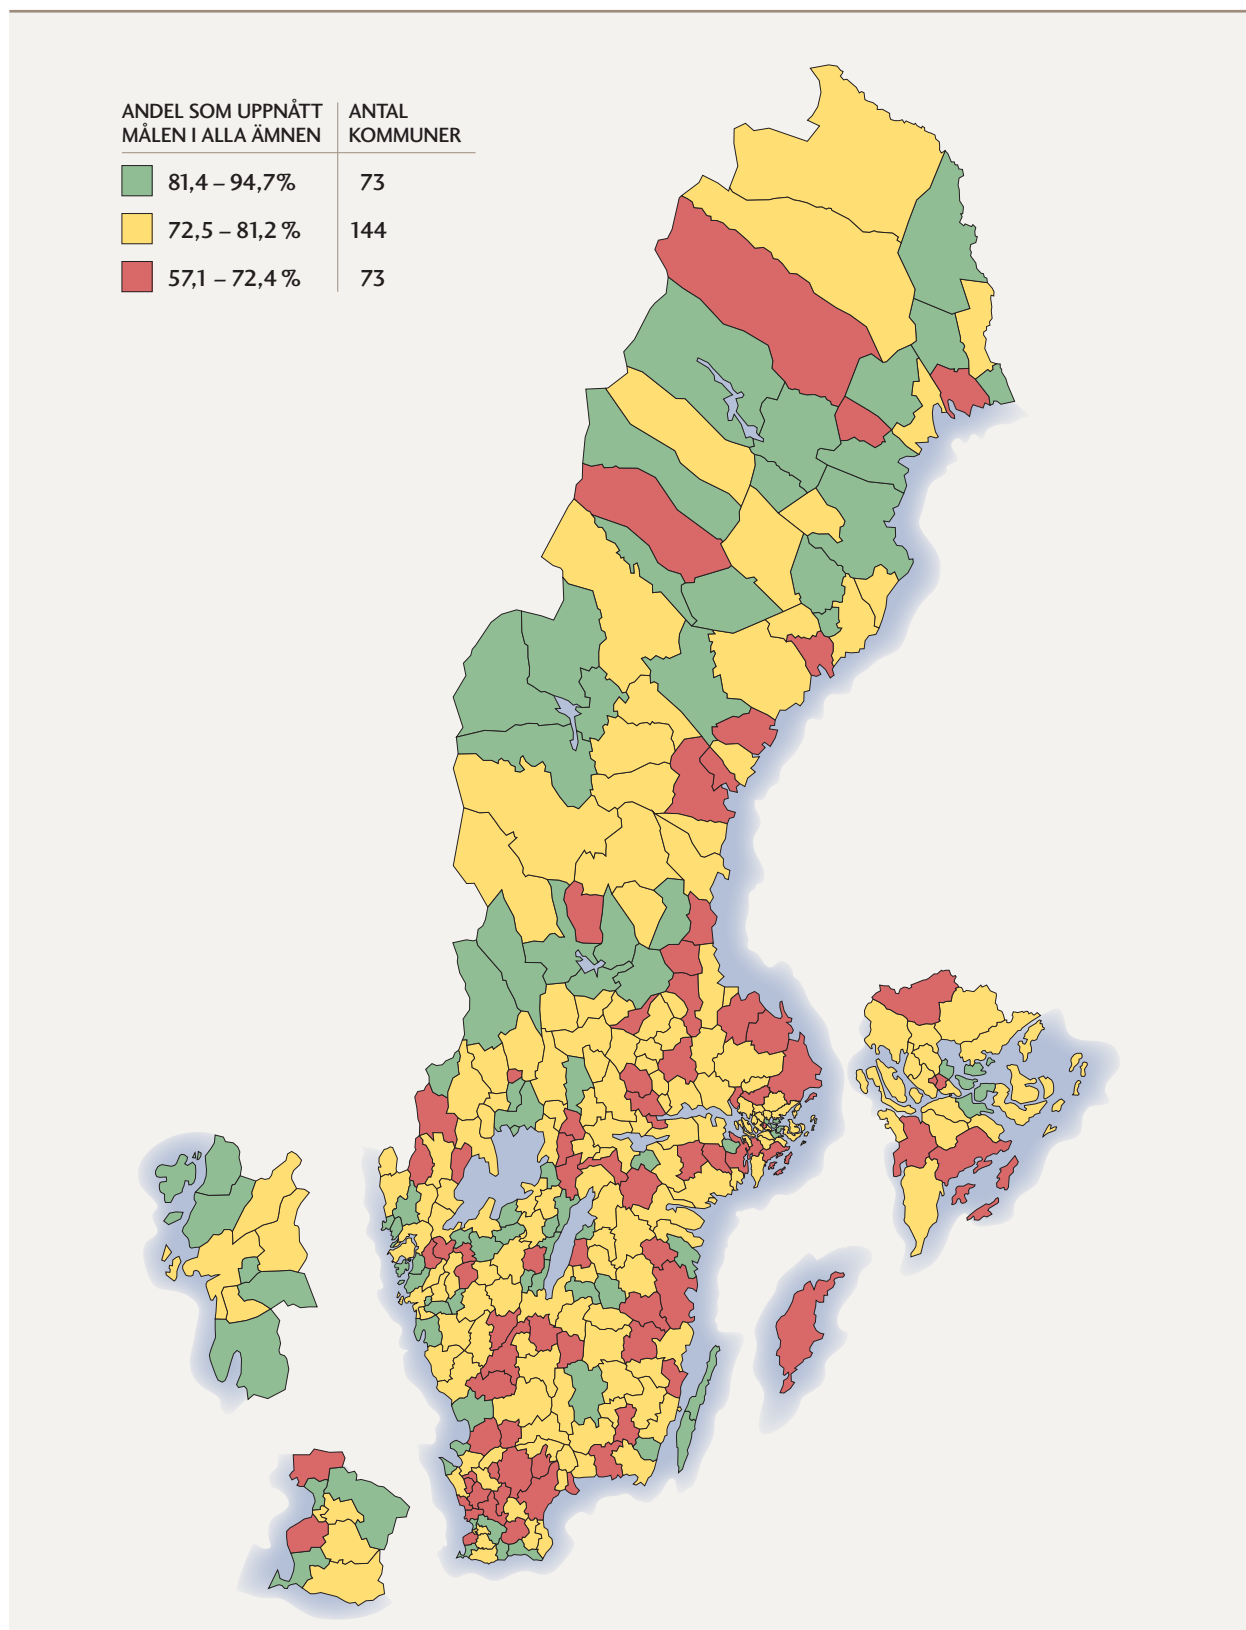 ANDEL SOM UPPNÅTT
MÅLEN I ALLA ÄMNEN
ANTAL
KOMMUNER
81,4 – 94,7% 73
72,5 – 81,2 % 144
57,1 – 72,4 % 73